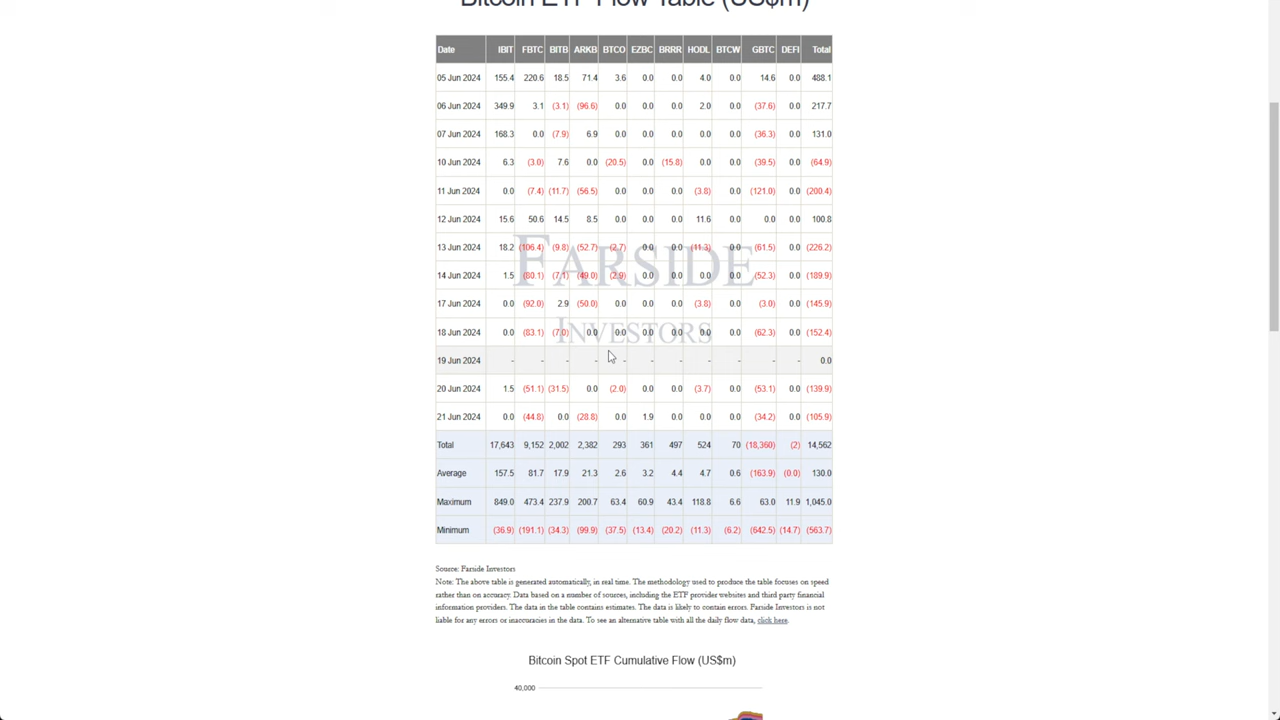 Bitcoin ETF Flow Table (US$m)
Date IBIT FBTC BITB ARKB BTCO EZBC BRRR HODL BTCW GBTC DEFI Total
05 Jun 2024 155.4 220.6 18.5 71.4 3.6 0.0 0.0 4.0 0.0 14.6 0.0 488.1
06 Jun 2024 349.9 3.1 (3.1) (96.6) 0.0 0.0 0.0 2.0 0.0 (37.6) 0.0 217.7
07 Jun 2024 168.3 0.0 (7.9) 6.9 0.0 0.0 0.0 0.0 0.0 (36.3) 0.0 131.0
10 Jun 2024 6.3 (3.0) 7.6 0.0 (20.5) 0.0 (15.8) 0.0 0.0 (39.5) 0.0 (64.9)
11 Jun 2024 0.0 (7.4) (11.7) (56.5) 0.0 0.0 0.0 (3.8) 0.0 (121.0) 0.0 (200.4)
12 Jun 2024 15.6 50.6 14.5 8.5 0.0 0.0 0.0 11.6 0.0 0.0 0.0 100.8
13 Jun 2024 18.2 (106.4) (9.8) (52.7) (2.7) 0.0 0.0 (11.3) 0.0 (61.5) 0.0 (226.2)
FARSIDE
14 Jun 2024 1.5 (80.1) (7.1) (49.0) (2.9) 0.0 0.0 0.0 0.0 (52.3) 0.0 (189.9)
17 Jun 2024 0.0 (92.0) 2.9 (50.0) 0.0 0.0 0.0 (3.8) 0.0 (3.0) 0.0 (145.9)
18 Jun 2024 0.0 (83.1) (7.0) 0.0 0.0 0.0 0.0 0.0 0.0 (62.3) 0.0 (152.4)
INVESTORS
19 Jun 2024 - - - - - - - - - - - 0.0
20 Jun 2024 1.5 (51.1) (31.5) 0.0 (2.0) 0.0 0.0 (3.7) 0.0 (53.1) 0.0 (139.9)
21 Jun 2024 0.0 (44.8) 0.0 (28.8) 0.0 1.9 0.0 0.0 0.0 (34.2) 0.0 (105.9)
Total 17,643 9,152 2,002 2,382 293 361 497 524 70 (18,360) (2) 14,562
Average 157.5 81.7 17.9 21.3 2.6 3.2 4.4 4.7 0.6 (163.9) (0.0) 130.0
Maximum 849.0 473.4 237.9 200.7 63.4 60.9 43.4 118.8 6.6 63.0 11.9 1,045.0
Minimum (36.9) (191.1) (34.3) (99.9) (37.5) (13.4) (20.2) (11.3) (6.2) (642.5) (14.7) (563.7)
Source: Farside Investors
Note: The above table is generated automatically, in real time. The methodology used to produce the table focuses on speed
rather than on accuracy. Data based on a number of sources, including the ETF provider websites and third party financial
information providers. The data in the table contains estimates. The data is likely to contain errors. Farside Investors is not
liable for any errors or inaccuracies in the data. To see an alternative table with all the daily flow data, click here.
Bitcoin Spot ETF Cumulative Flow (US$m)
40,000